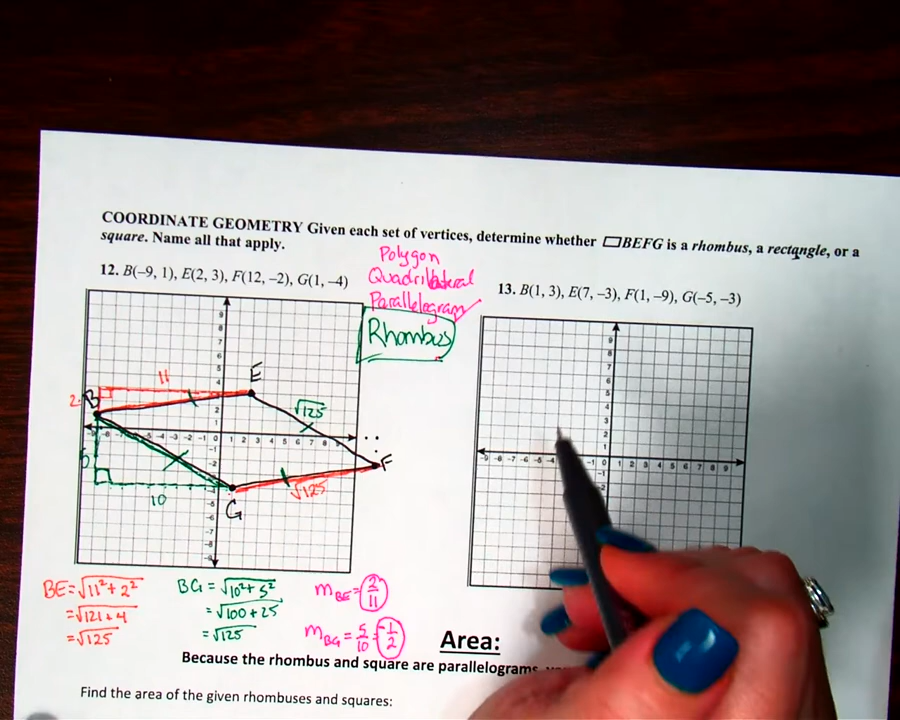 COORDINATE GEOMETRY Given each set of vertices, determine whether ▱BEFG is a rhombus, a rectangle, or a
square. Name all that apply.
12. B(−9, 1), E(2, 3), F(12, −2), G(1, −4)
Polygon
Quadrilateral
Parallelogram
Rhombus
13. B(1, 3), E(7, −3), F(1, −9), G(−5, −3)
11
E
2
B
√125
F
√125
10
G
BE = √11² + 2²
= √121 + 4
= √125
BG = √10² + 5²
= √100 + 25
= √125
m BE = 2/11
m BG = 5/10 = -1/2
Area:
Because the rhombus and square are parallelograms,
Find the area of the given rhombuses and squares: